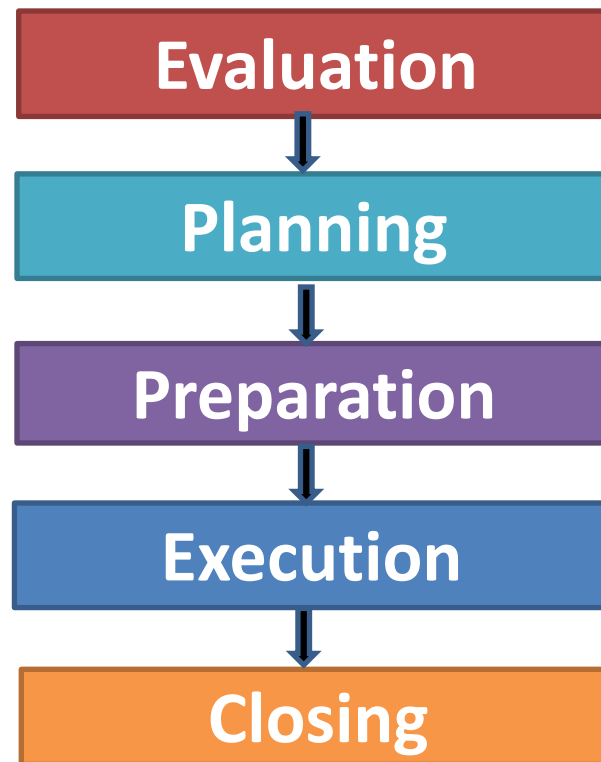 Evaluation
Planning
Preparation
Execution
Closing